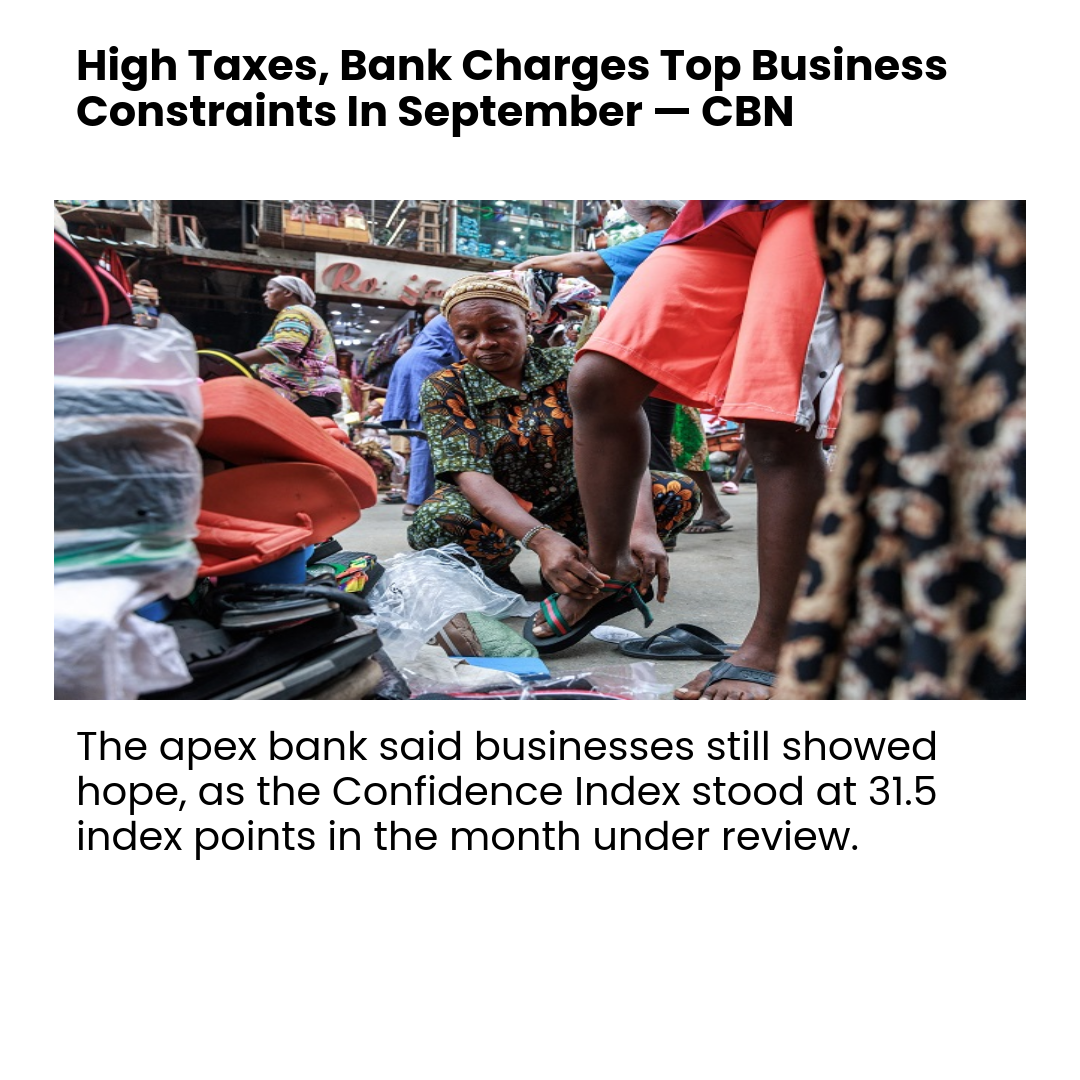 High Taxes, Bank Charges Top Business
Constraints In September — CBN
The apex bank said businesses still showed
hope, as the Confidence Index stood at 31.5
index points in the month under review.